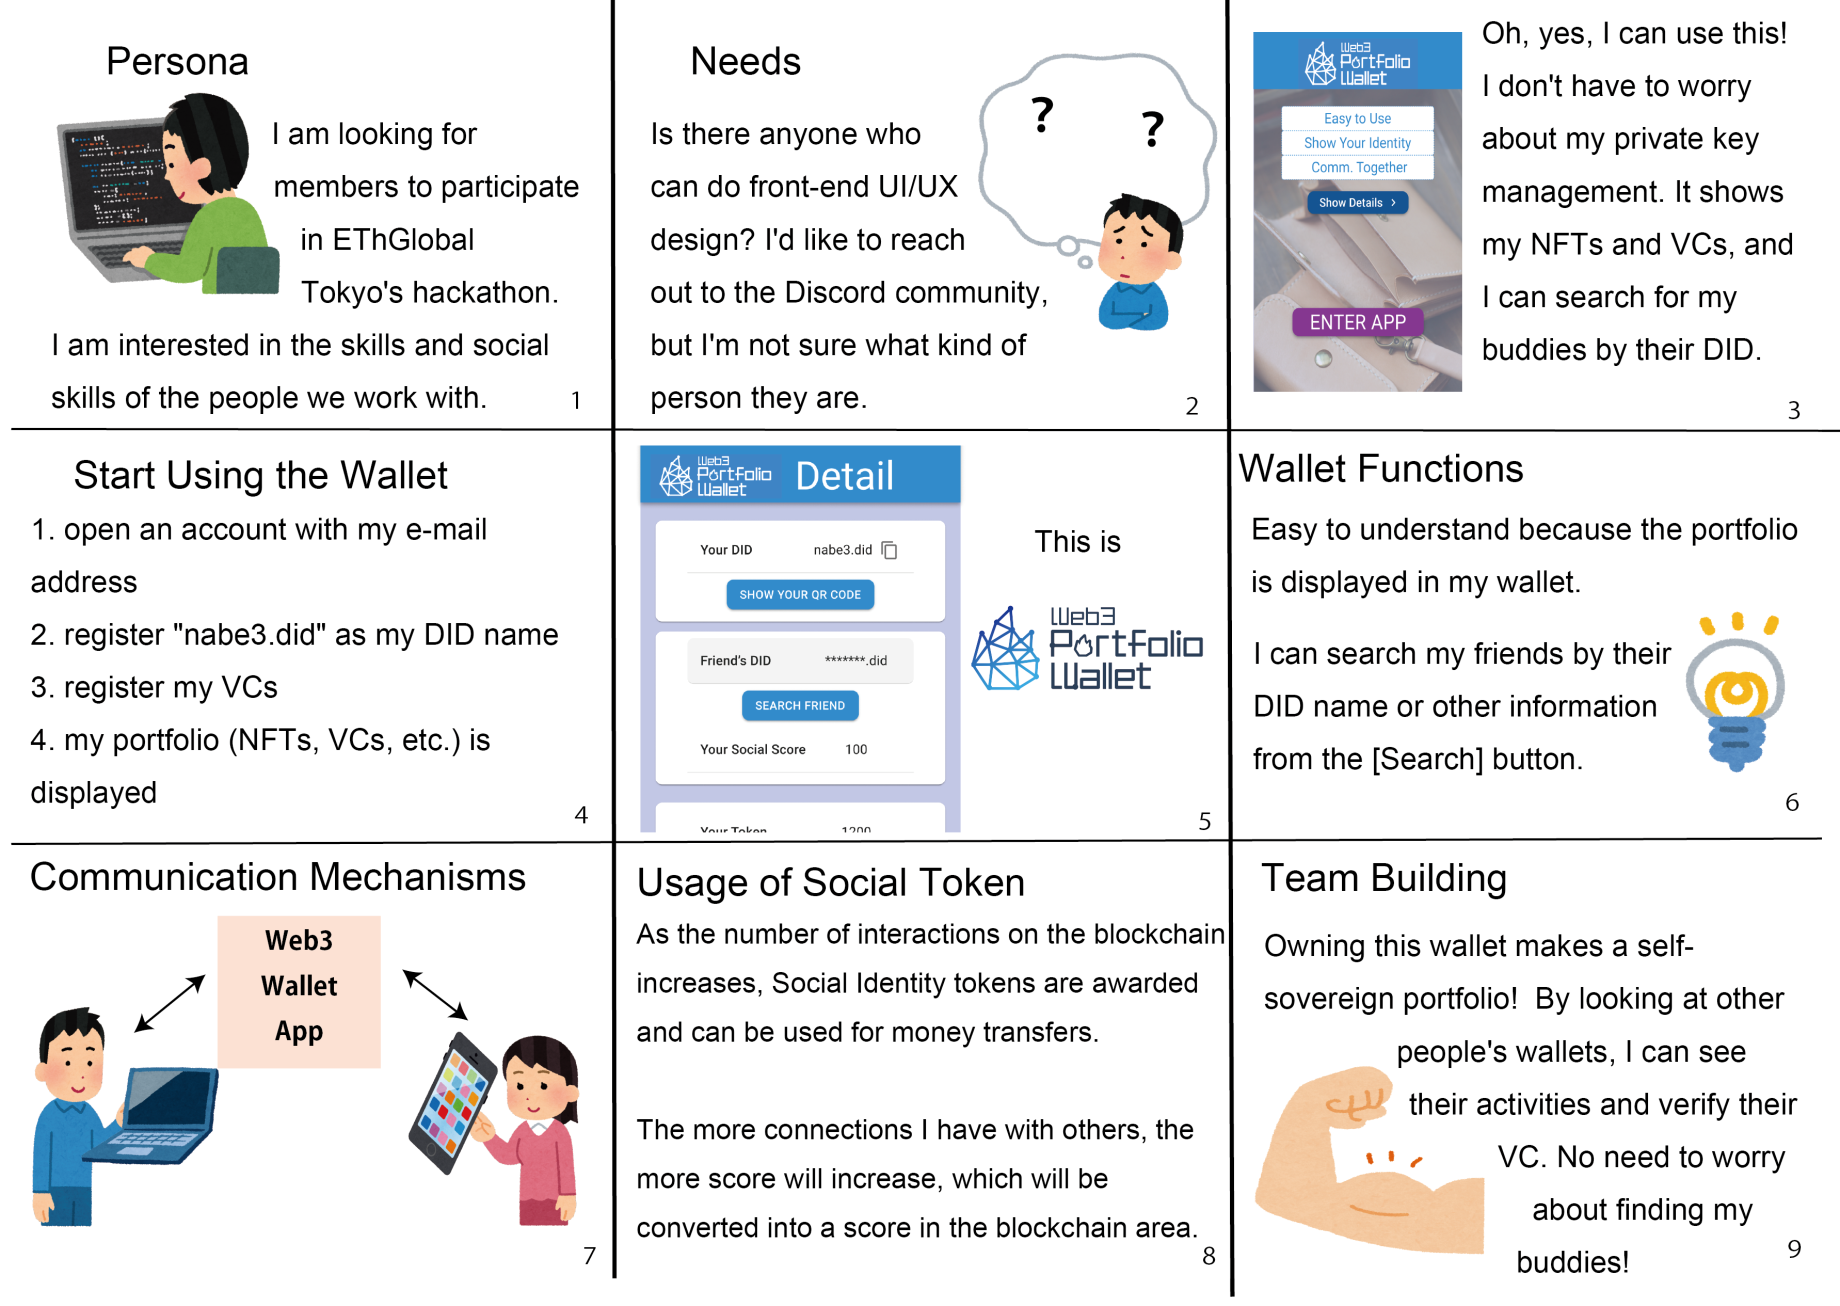 Persona
I am looking for
members to participate
in EThGlobal
Tokyo's hackathon.
I am interested in the skills and social
skills of the people we work with.
1
Needs
? ?
Is there anyone who
can do front-end UI/UX
design? I'd like to reach
out to the Discord community,
but I'm not sure what kind of
person they are.
2
Web3
Portfolio
Wallet
Easy to Use
Show Your Identity
Comm. Together
Show Details >
ENTER APP
Oh, yes, I can use this!
I don't have to worry
about my private key
management. It shows
my NFTs and VCs, and
I can search for my
buddies by their DID.
3
Start Using the Wallet
1. open an account with my e-mail
address
2. register "nabe3.did" as my DID name
3. register my VCs
4. my portfolio (NFTs, VCs, etc.) is
displayed
4
Web3
Portfolio
Wallet
Detail
Your DID nabe3.did
SHOW YOUR QR CODE
Friend's DID *******.did
SEARCH FRIEND
Your Social Score 100
Your Token 1200
This is
Web3
Portfolio
Wallet
5
Wallet Functions
Easy to understand because the portfolio
is displayed in my wallet.
I can search my friends by their
DID name or other information
from the [Search] button.
6
Communication Mechanisms
Web3
Wallet
App
7
Usage of Social Token
As the number of interactions on the blockchain
increases, Social Identity tokens are awarded
and can be used for money transfers.
The more connections I have with others, the
more score will increase, which will be
converted into a score in the blockchain area.
8
Team Building
Owning this wallet makes a self-
sovereign portfolio! By looking at other
people's wallets, I can see
their activities and verify their
VC. No need to worry
about finding my
buddies!
9